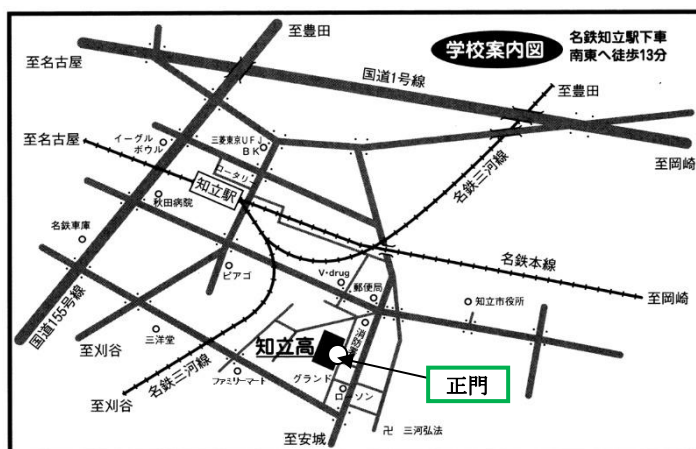 至豊田
学校案内図
名鉄知立駅下車
南東へ徒歩13分
至名古屋
国道1号線
至豊田
至名古屋
イーグル
ボウル
三菱東京UFJ
BK
至岡崎
ロータリー
知立駅
秋田病院
名鉄三河線
名鉄車庫
名鉄本線
ピアゴ
V・drug
郵便局
知立市役所
至岡崎
国道155号線
至刈谷
三洋堂
知立高
名鉄三河線
ファミリーマート
グランド
正門
至刈谷
ローソン
至安城
卍 三河弘法